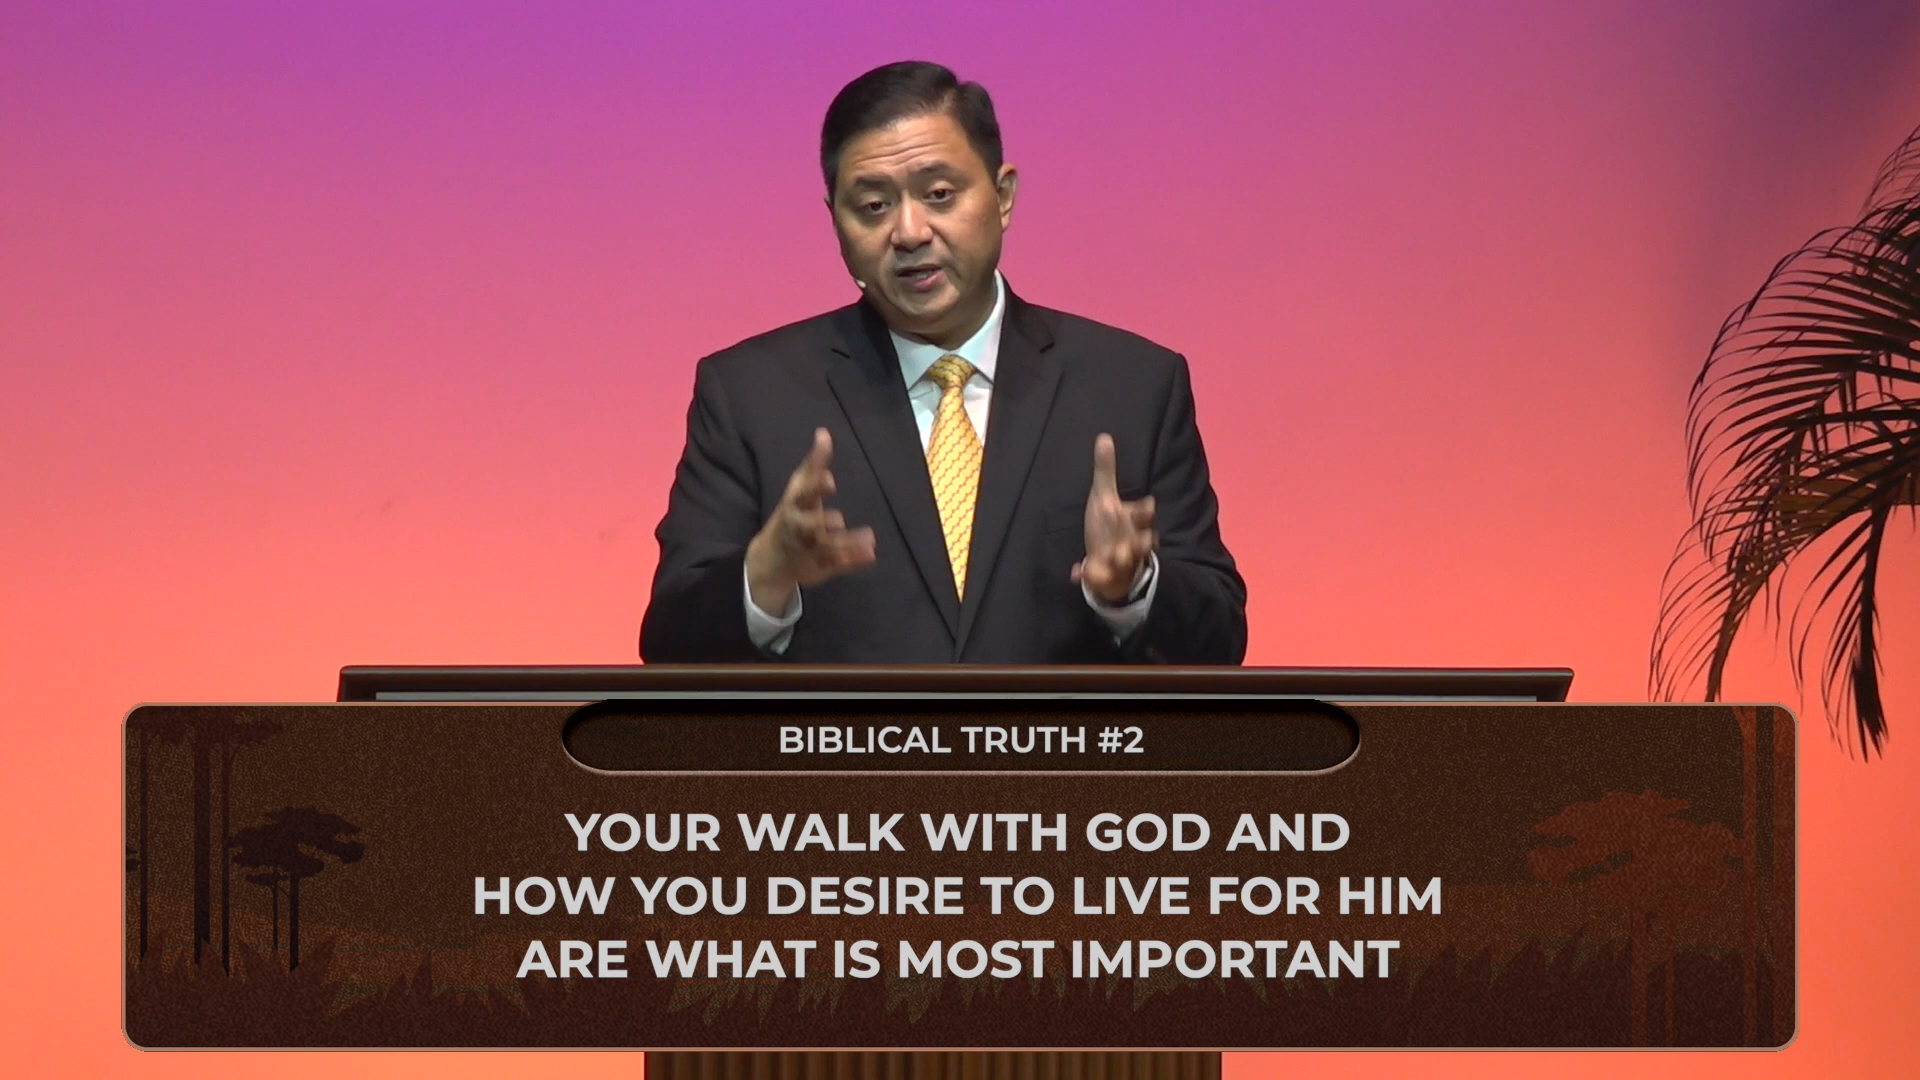 BIBLICAL TRUTH #2
YOUR WALK WITH GOD AND
HOW YOU DESIRE TO LIVE FOR HIM
ARE WHAT IS MOST IMPORTANT